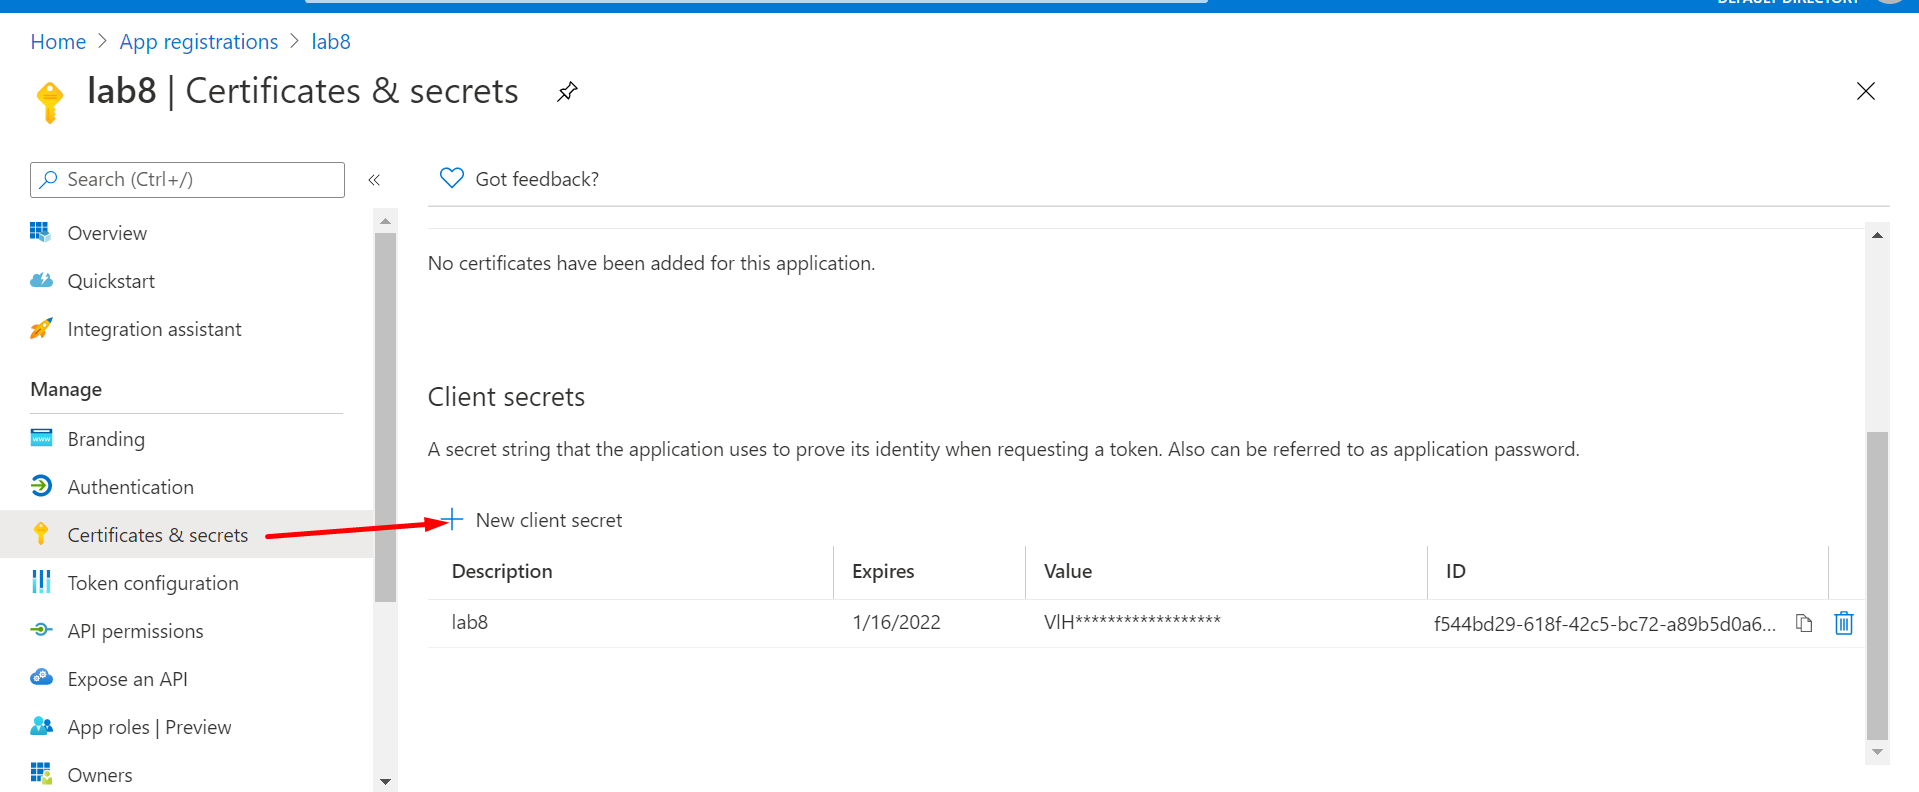 DEFAULT DIRECTORY
Home > App registrations > lab8
lab8 | Certificates & secrets
Search (Ctrl+/)
«
Got feedback?
Overview
Quickstart
Integration assistant
Manage
Branding
Authentication
Certificates & secrets
Token configuration
API permissions
Expose an API
App roles | Preview
Owners
No certificates have been added for this application.
Client secrets
A secret string that the application uses to prove its identity when requesting a token. Also can be referred to as application password.
New client secret
Description Expires Value ID
lab8 1/16/2022 VlH****************** f544bd29-618f-42c5-bc72-a89b5d0a6...